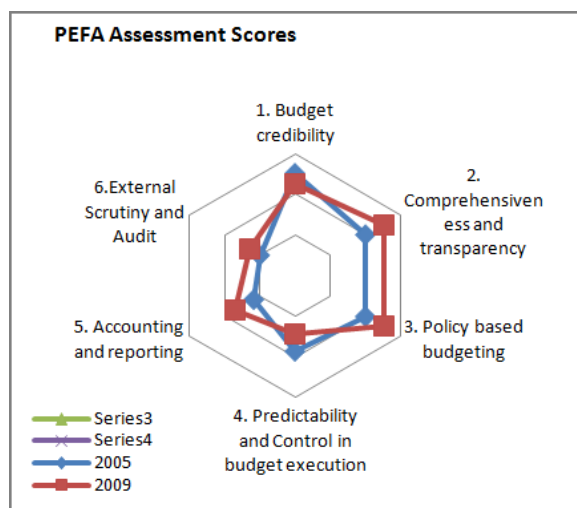 PEFA Assessment Scores
1. Budget
credibility
2.
Comprehensiven
ess and
transparency
3. Policy based
budgeting
4. Predictability
and Control in
budget execution
5. Accounting
and reporting
6.External
Scrutiny and
Audit
Series3
Series4
2005
2009